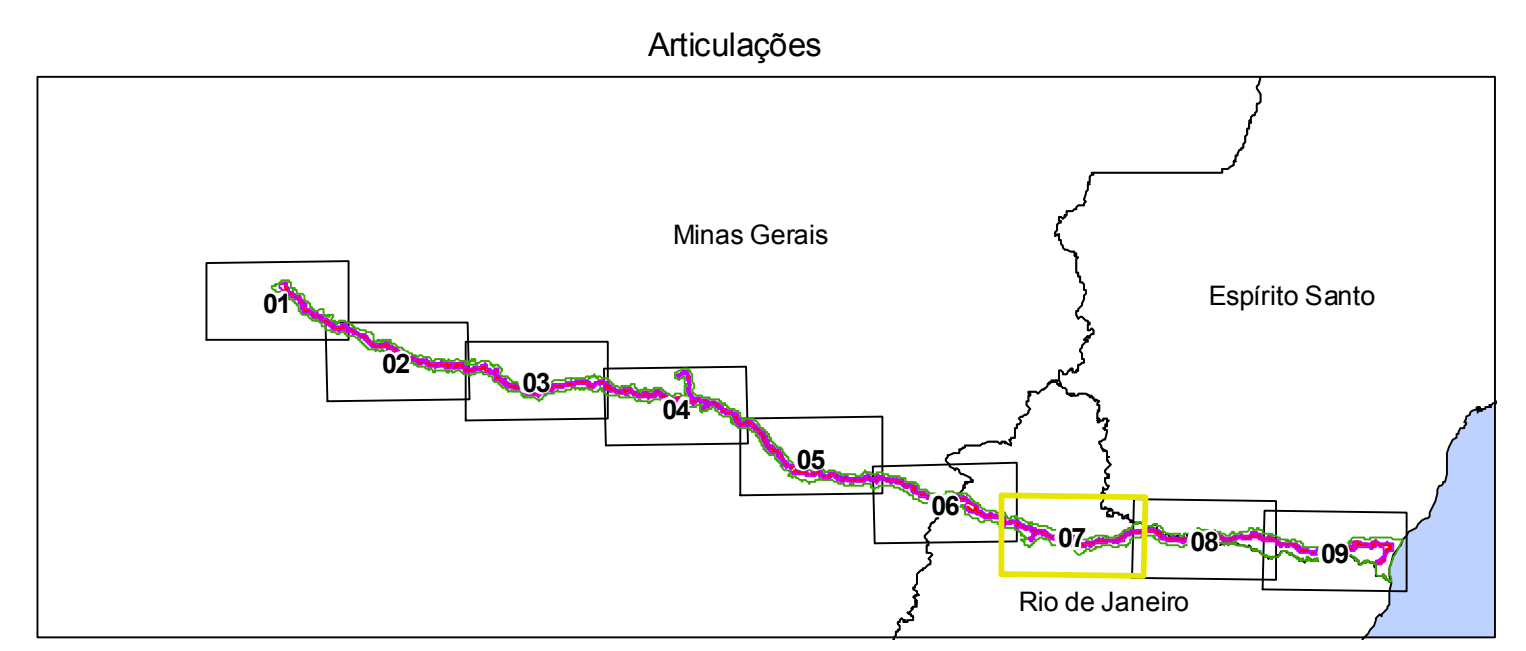 Articulações
Minas Gerais
Espírito Santo
01
02
03
04
05
06
07
08
09
Rio de Janeiro